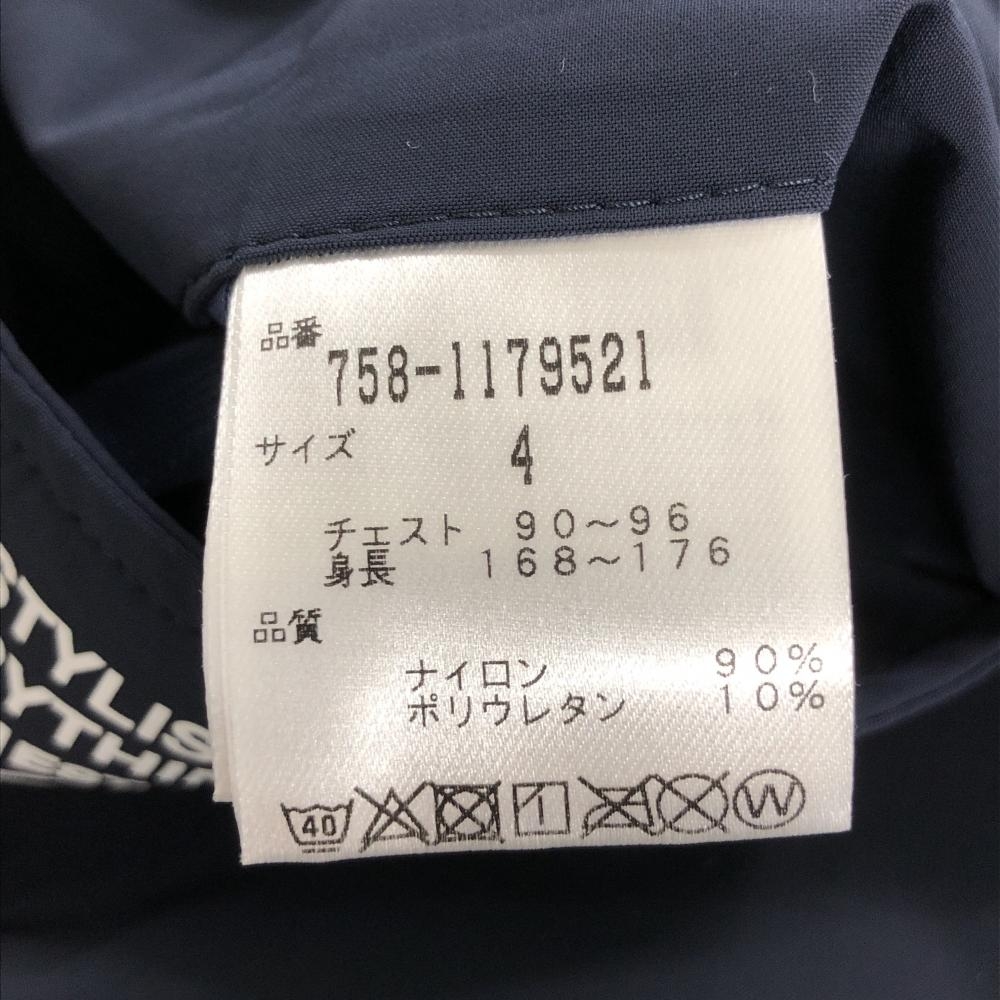 品番
758-1179521
サイズ 4
チェスト 90～96
身長 168～176
品質
ナイロン 90%
ポリウレタン 10%
40 W